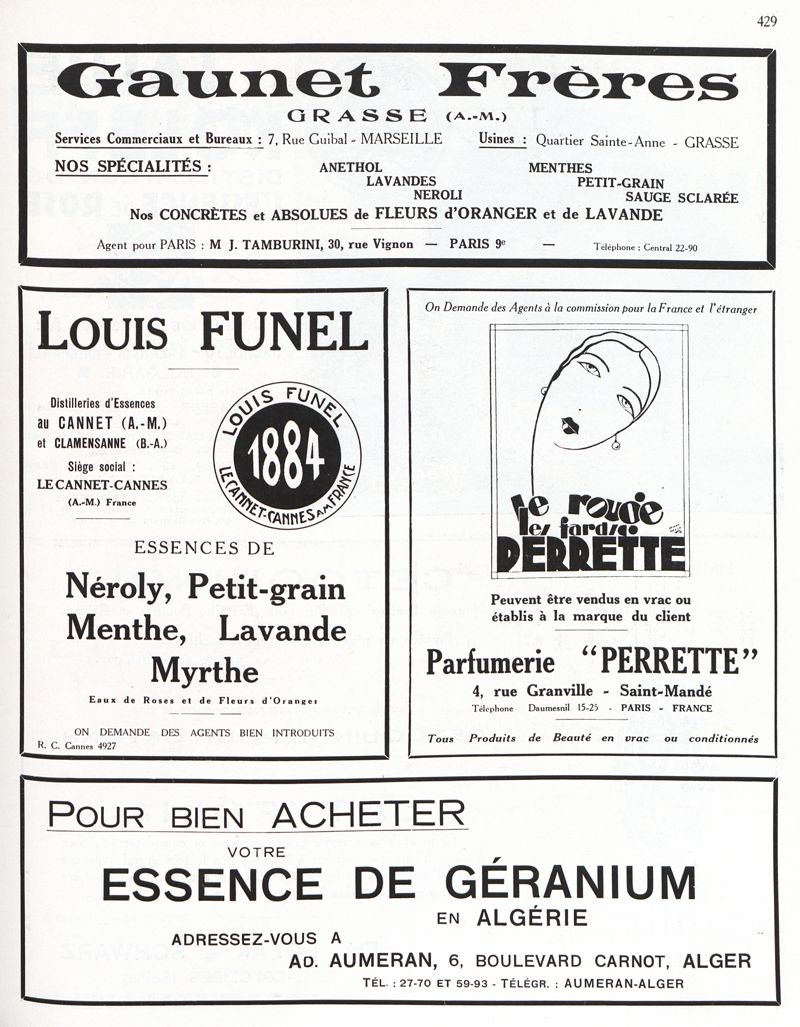 429
Gaunet Frères
GRASSE (A.-M.)
Services Commerciaux et Bureaux : 7, Rue Guibal - MARSEILLE Usines : Quartier Sainte-Anne - GRASSE
NOS SPÉCIALITÉS : ANETHOL MENTHES
LAVANDES PETIT-GRAIN
NEROLI SAUGE SCLARÉE
Nos CONCRÈTES et ABSOLUES de FLEURS d'ORANGER et de LAVANDE
Agent pour PARIS : M J. TAMBURINI, 30, rue Vignon — PARIS 9e — Téléphone : Central 22-90
LOUIS FUNEL
Distilleries d'Essences
au CANNET (A.-M.)
et CLAMENSANNE (B.-A.)
Siège social :
LE CANNET-CANNES
(A.-M.) France
LOUIS FUNEL
1884
LE CANNET-CANNES A.M. FRANCE
ESSENCES DE
Néroly, Petit-grain
Menthe, Lavande
Myrthe
Eaux de Roses et de Fleurs d'Oranger
ON DEMANDE DES AGENTS BIEN INTRODUITS
R. C. Cannes 4927
On Demande des Agents à la commission pour la France et l'étranger
le rouge
les fards
PERRETTE
Peuvent être vendus en vrac ou
établis à la marque du client
Parfumerie "PERRETTE"
4, rue Granville - Saint-Mandé
Téléphone Daumesnil 15-25 - PARIS - FRANCE
Tous Produits de Beauté en vrac ou conditionnés
POUR BIEN ACHETER
VOTRE
ESSENCE DE GÉRANIUM
EN ALGÉRIE
ADRESSEZ-VOUS A
AD. AUMERAN, 6, BOULEVARD CARNOT, ALGER
TÉL. : 27-70 ET 59-93 - TÉLÉGR. : AUMERAN-ALGER